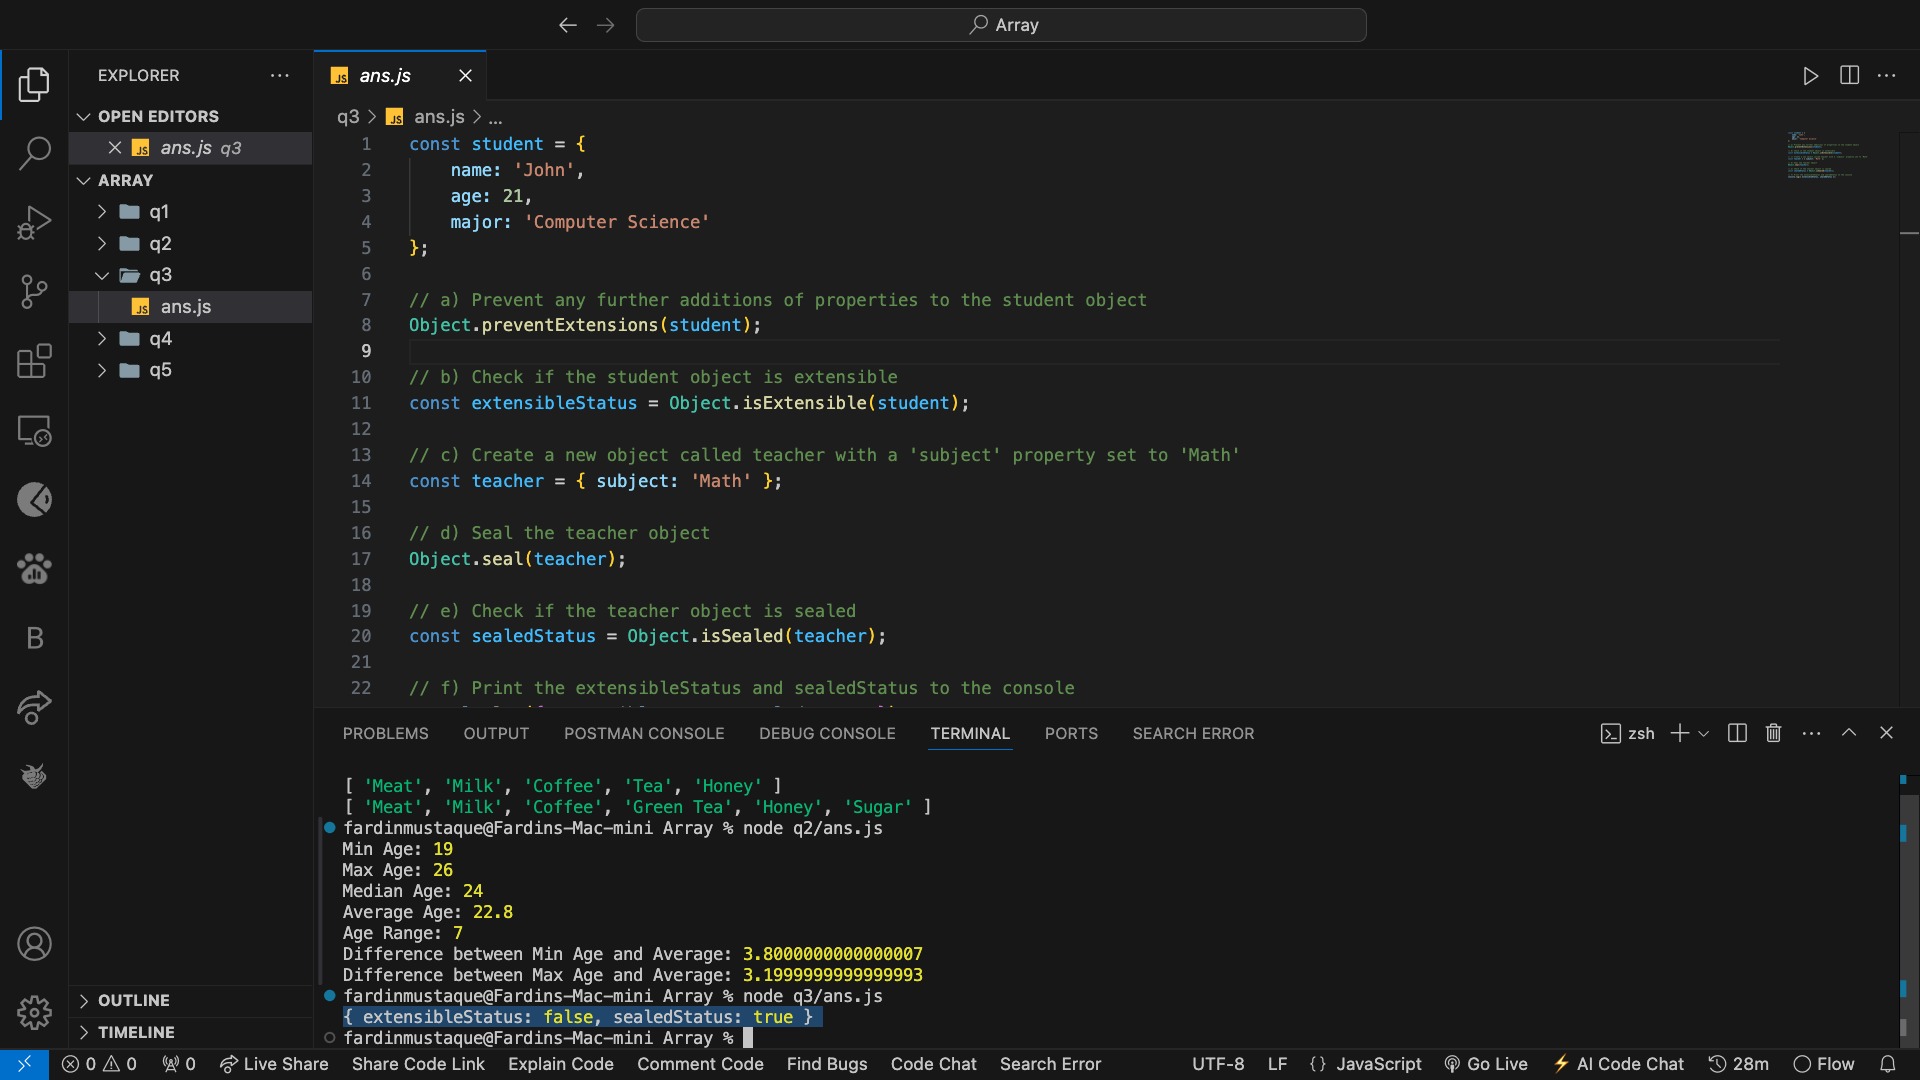 Array
EXPLORER
ans.js
OPEN EDITORS
ans.js q3
ARRAY
q1
q2
q3
ans.js
q4
q5
OUTLINE
TIMELINE
q3 > ans.js > ...
1 const student = {
2 name: 'John',
3 age: 21,
4 major: 'Computer Science'
5 };
6
7 // a) Prevent any further additions of properties to the student object
8 Object.preventExtensions(student);
9
10 // b) Check if the student object is extensible
11 const extensibleStatus = Object.isExtensible(student);
12
13 // c) Create a new object called teacher with a 'subject' property set to 'Math'
14 const teacher = { subject: 'Math' };
15
16 // d) Seal the teacher object
17 Object.seal(teacher);
18
19 // e) Check if the teacher object is sealed
20 const sealedStatus = Object.isSealed(teacher);
21
22 // f) Print the extensibleStatus and sealedStatus to the console
PROBLEMS OUTPUT POSTMAN CONSOLE DEBUG CONSOLE TERMINAL PORTS SEARCH ERROR zsh
[ 'Meat', 'Milk', 'Coffee', 'Tea', 'Honey' ]
[ 'Meat', 'Milk', 'Coffee', 'Green Tea', 'Honey', 'Sugar' ]
fardinmustaque@Fardins-Mac-mini Array % node q2/ans.js
Min Age: 19
Max Age: 26
Median Age: 24
Average Age: 22.8
Age Range: 7
Difference between Min Age and Average: 3.8000000000000007
Difference between Max Age and Average: 3.1999999999999993
fardinmustaque@Fardins-Mac-mini Array % node q3/ans.js
{ extensibleStatus: false, sealedStatus: true }
fardinmustaque@Fardins-Mac-mini Array %
0 0 0 Live Share Share Code Link Explain Code Comment Code Find Bugs Code Chat Search Error UTF-8 LF {} JavaScript Go Live AI Code Chat 28m Flow